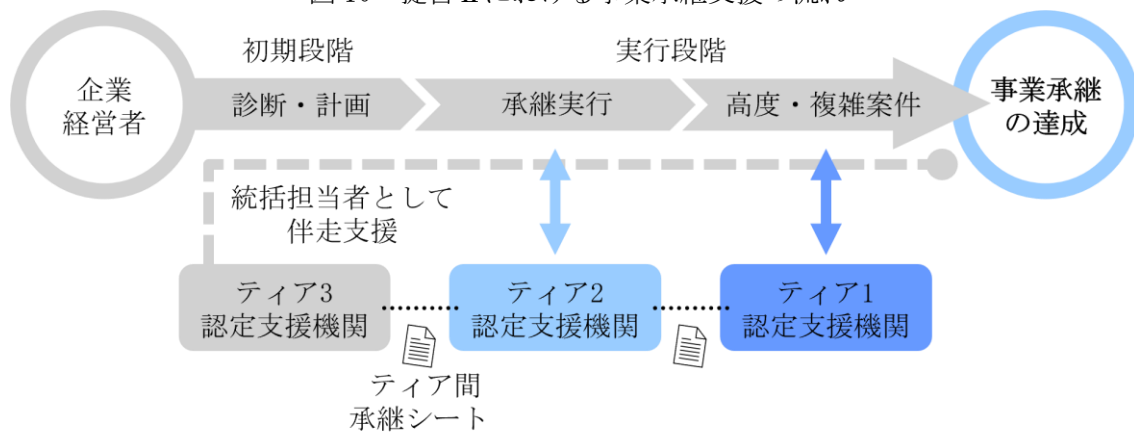 企業
経営者
初期段階
実行段階
診断・計画
承継実行
高度・複雑案件
事業承継
の達成
統括担当者として
伴走支援
ティア3
認定支援機関
ティア2
認定支援機関
ティア1
認定支援機関
ティア間
承継シート